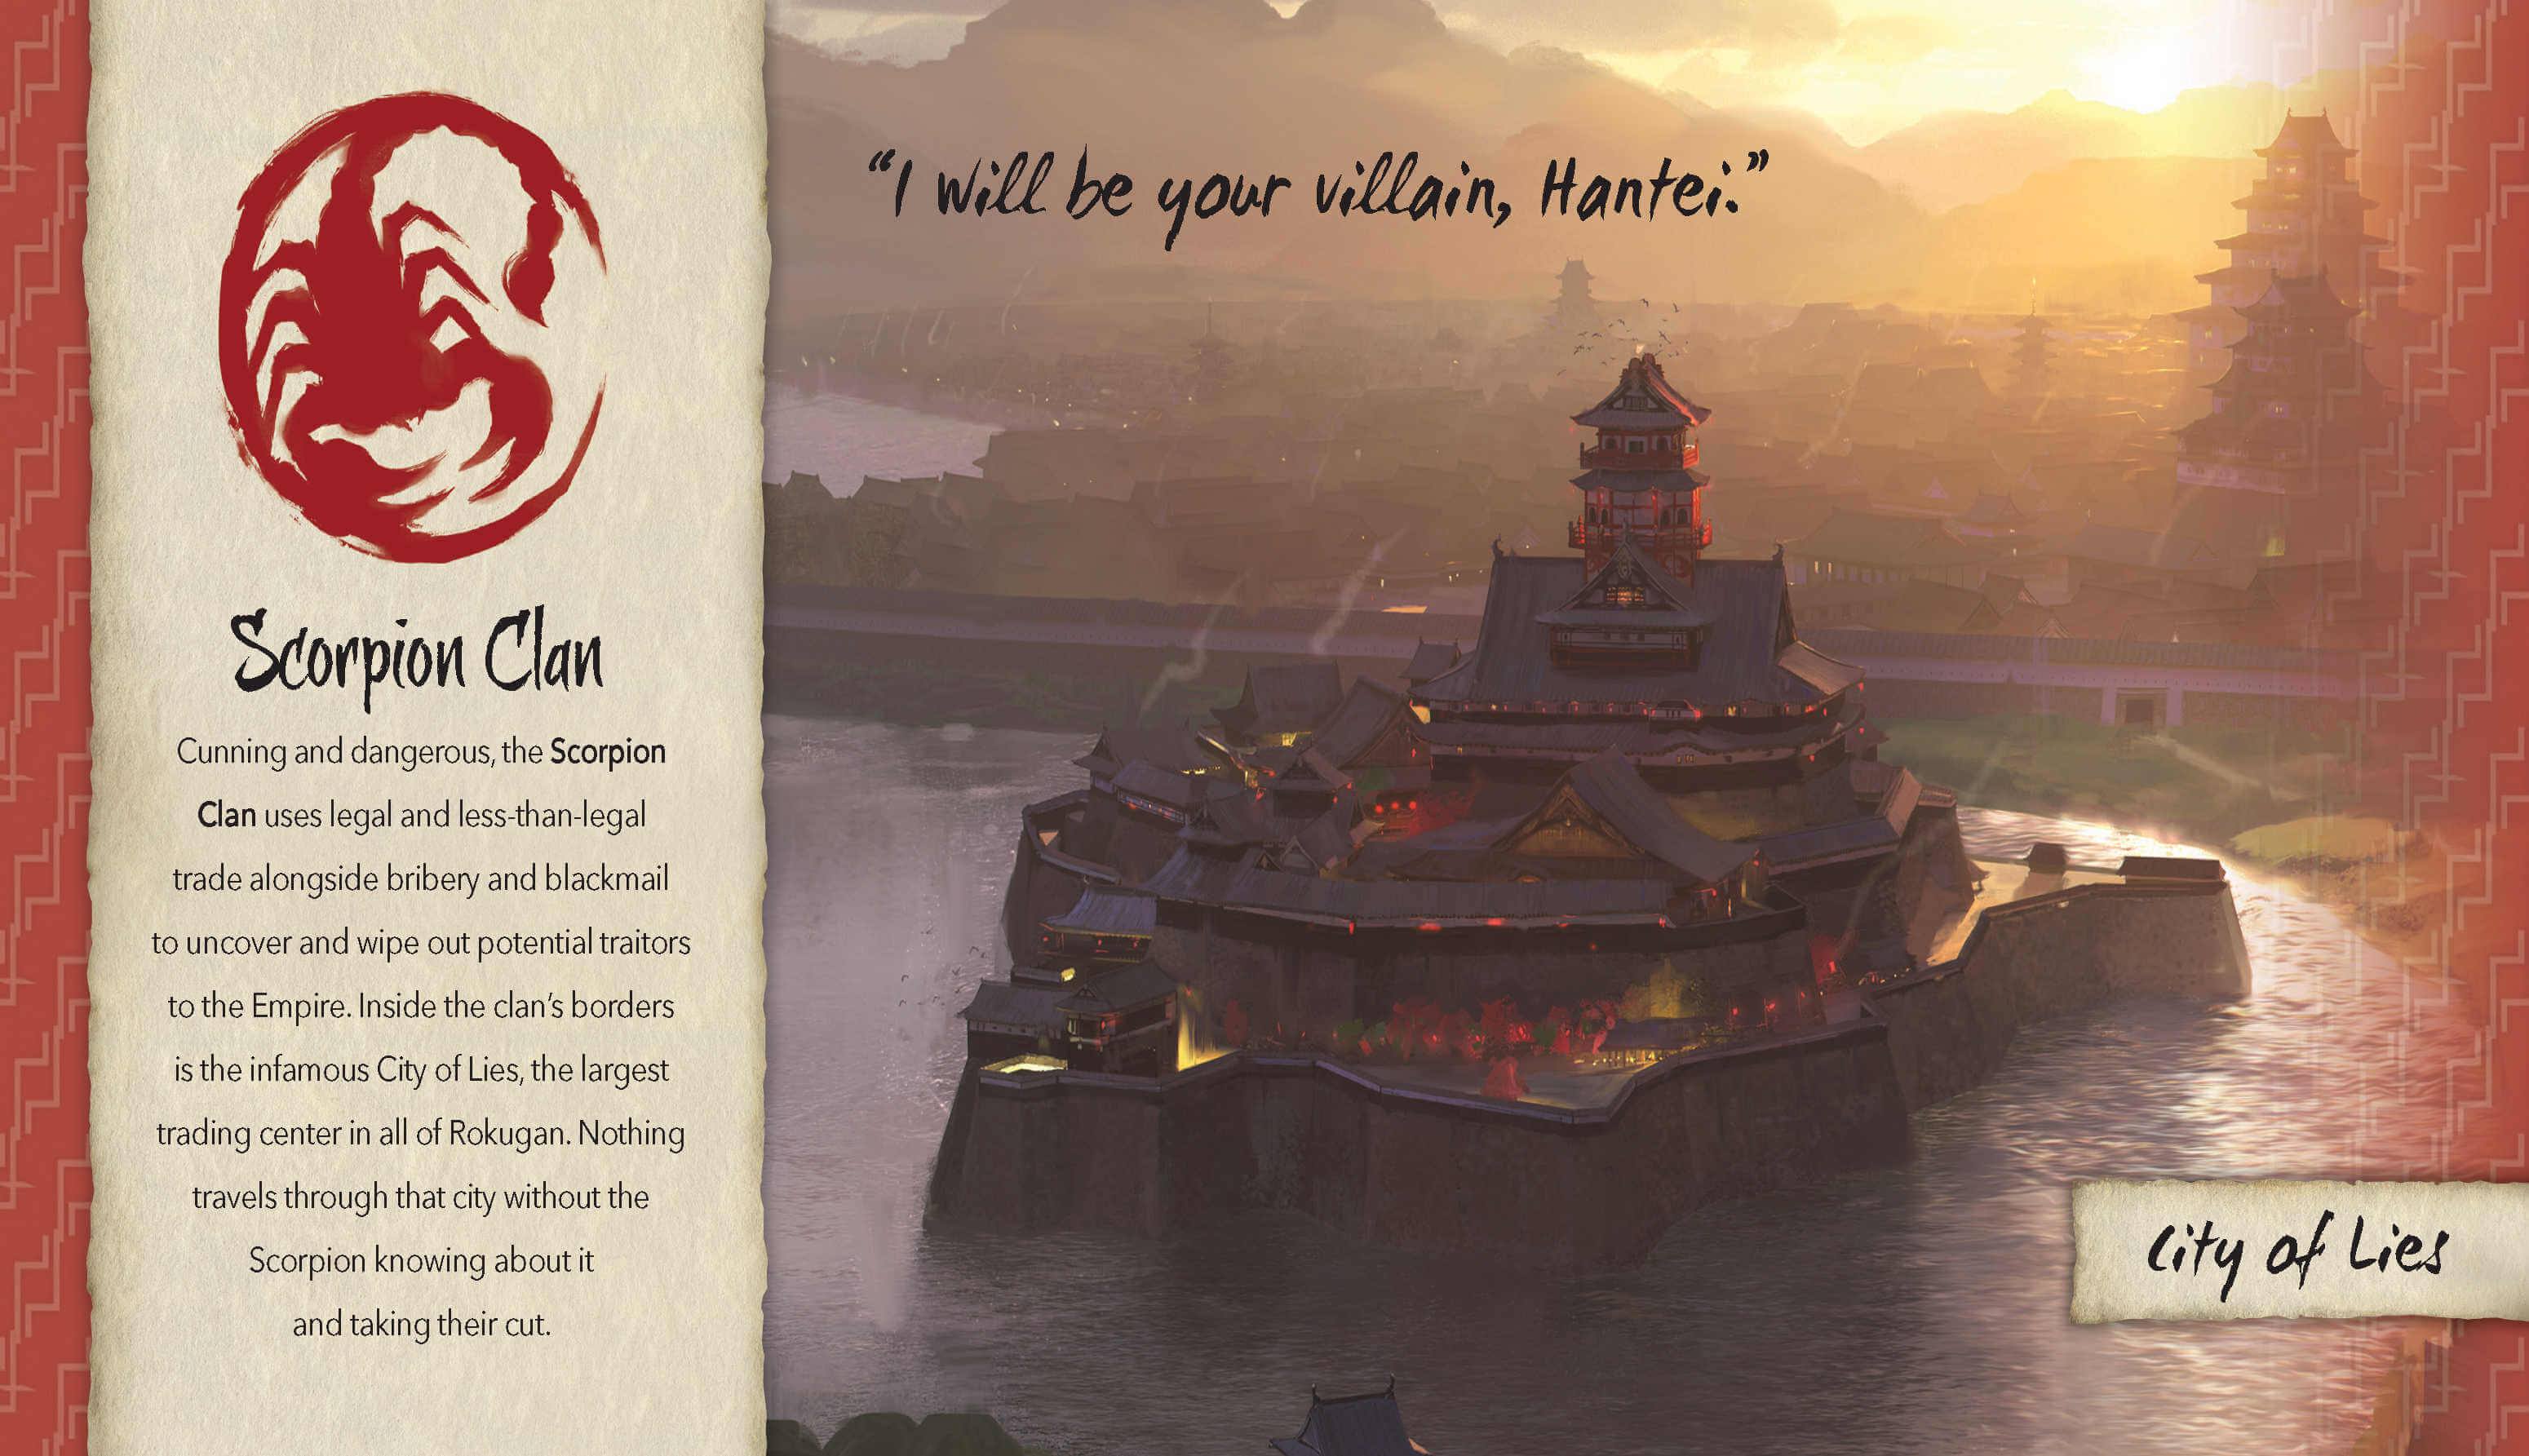 Scorpion Clan
Cunning and dangerous, the Scorpion
Clan uses legal and less-than-legal
trade alongside bribery and blackmail
to uncover and wipe out potential traitors
to the Empire. Inside the clan’s borders
is the infamous City of Lies, the largest
trading center in all of Rokugan. Nothing
travels through that city without the
Scorpion knowing about it
and taking their cut.
“I will be your villain, Hantei.”
City of Lies